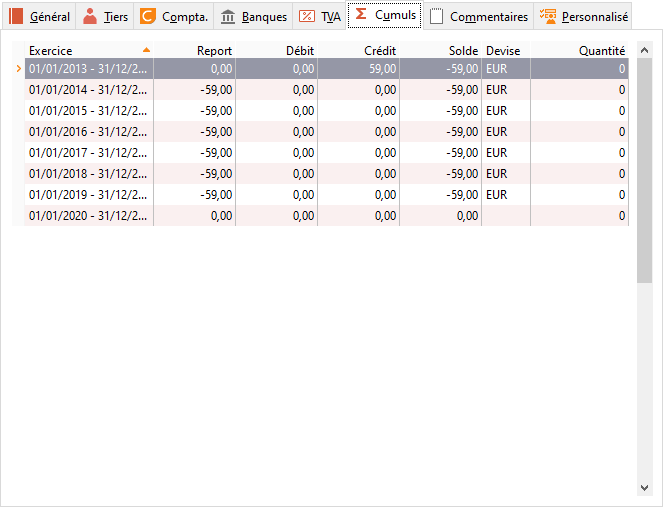 Général Tiers Compta. Banques TVA Cumuls Commentaires Personnalisé
Exercice Report Débit Crédit Solde Devise Quantité
01/01/2013 - 31/12/2... 0,00 0,00 59,00 -59,00 EUR 0
01/01/2014 - 31/12/2... -59,00 0,00 0,00 -59,00 EUR 0
01/01/2015 - 31/12/2... -59,00 0,00 0,00 -59,00 EUR 0
01/01/2016 - 31/12/2... -59,00 0,00 0,00 -59,00 EUR 0
01/01/2017 - 31/12/2... -59,00 0,00 0,00 -59,00 EUR 0
01/01/2018 - 31/12/2... -59,00 0,00 0,00 -59,00 EUR 0
01/01/2019 - 31/12/2... -59,00 0,00 0,00 -59,00 EUR 0
01/01/2020 - 31/12/2... 0,00 0,00 0,00 0,00 0